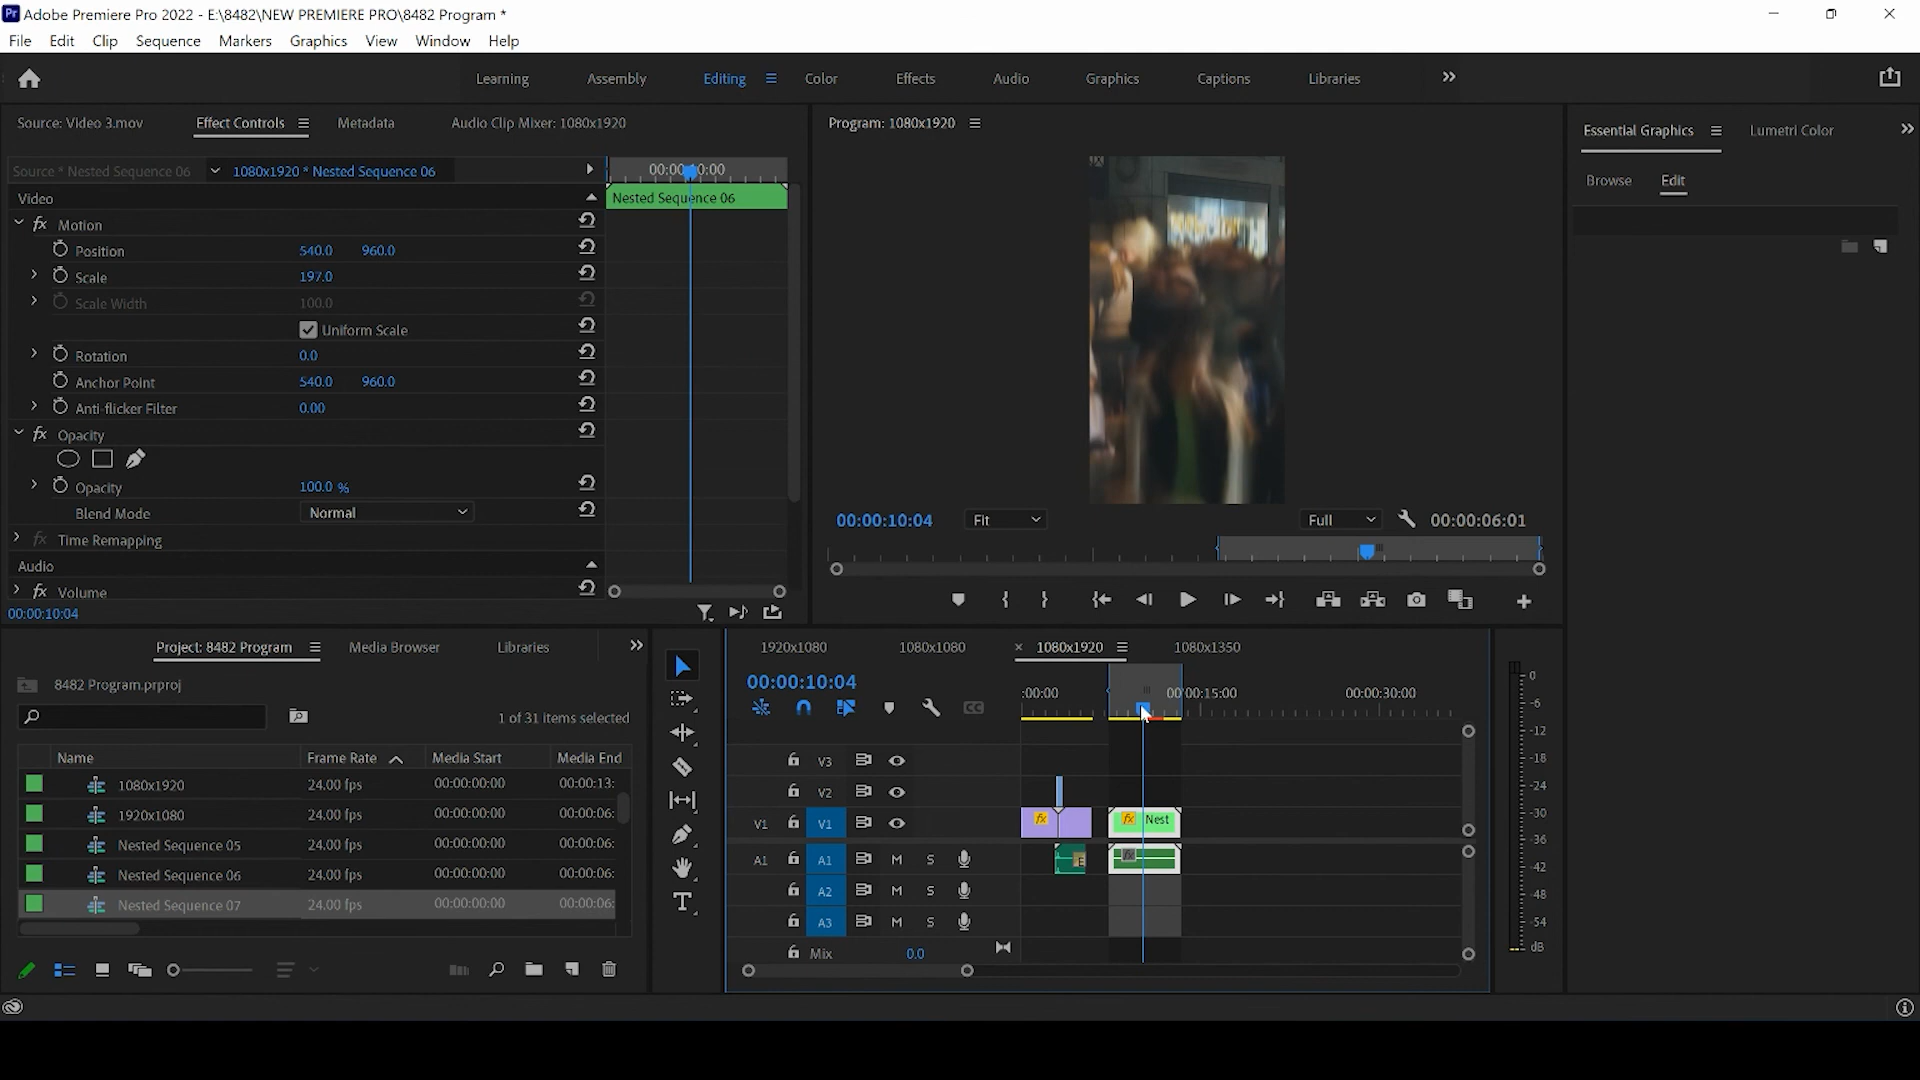 Pr Adobe Premiere Pro 2022 - E:\8482\NEW PREMIERE PRO\8482 Program *
File Edit Clip Sequence Markers Graphics View Window Help
Learning Assembly Editing Color Effects Audio Graphics Captions Libraries
Source: Video 3.mov Effect Controls Metadata Audio Clip Mixer: 1080x1920
Program: 1080x1920
Essential Graphics Lumetri Color
Browse Edit
Source * Nested Sequence 06 1080x1920 * Nested Sequence 06
Video
Nested Sequence 06
fx Motion
Position 540.0 960.0
Scale 197.0
Scale Width 100.0
Uniform Scale
Rotation 0.0
Anchor Point 540.0 960.0
Anti-flicker Filter 0.00
fx Opacity
Opacity 100.0 %
Blend Mode Normal
fx Time Remapping
Audio
fx Volume
00:00:10:04
00:00:10:04 Fit Full 00:00:06:01
Project: 8482 Program Media Browser Libraries
8482 Program.prproj
1 of 31 items selected
Name Frame Rate Media Start Media End
1080x1920 24.00 fps 00:00:00:00 00:00:13:
1920x1080 24.00 fps 00:00:00:00 00:00:06:
Nested Sequence 05 24.00 fps 00:00:00:00 00:00:06:
Nested Sequence 06 24.00 fps 00:00:00:00 00:00:06:
Nested Sequence 07 24.00 fps 00:00:00:00 00:00:06:
1920x1080 1080x1080 × 1080x1920 1080x1350
00:00:10:04
:00:00 00:00:15:00 00:00:30:00
V3
V2
V1 V1 fx fx Nest
A1 A1 M S fx
A2 M S
A3 M S
Mix 0.0
0
-6
-12
-18
-24
-30
-36
-42
-48
-54
dB